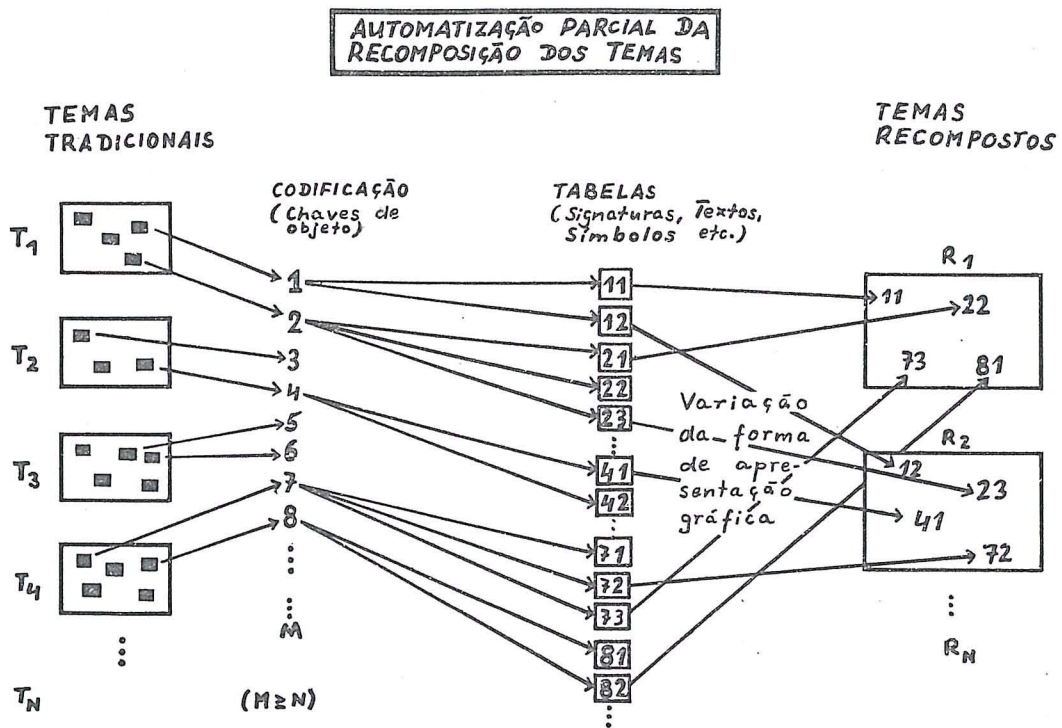 AUTOMATIZAÇÃO PARCIAL DA
RECOMPOSIÇÃO DOS TEMAS
TEMAS
TRADICIONAIS
TEMAS
RECOMPOSTOS
CODIFICAÇÃO
(Chaves de
objeto)
TABELAS
(Signaturas, Textos,
Símbolos etc.)
T1
T2
T3
T4
TN
1
2
3
4
5
6
7
8
M
(M≥N)
11
12
21
22
23
41
42
71
72
73
81
82
Variação
da forma
de apre-
sentação
gráfica
R1
11
22
73
81
R2
12
23
41
72
RN